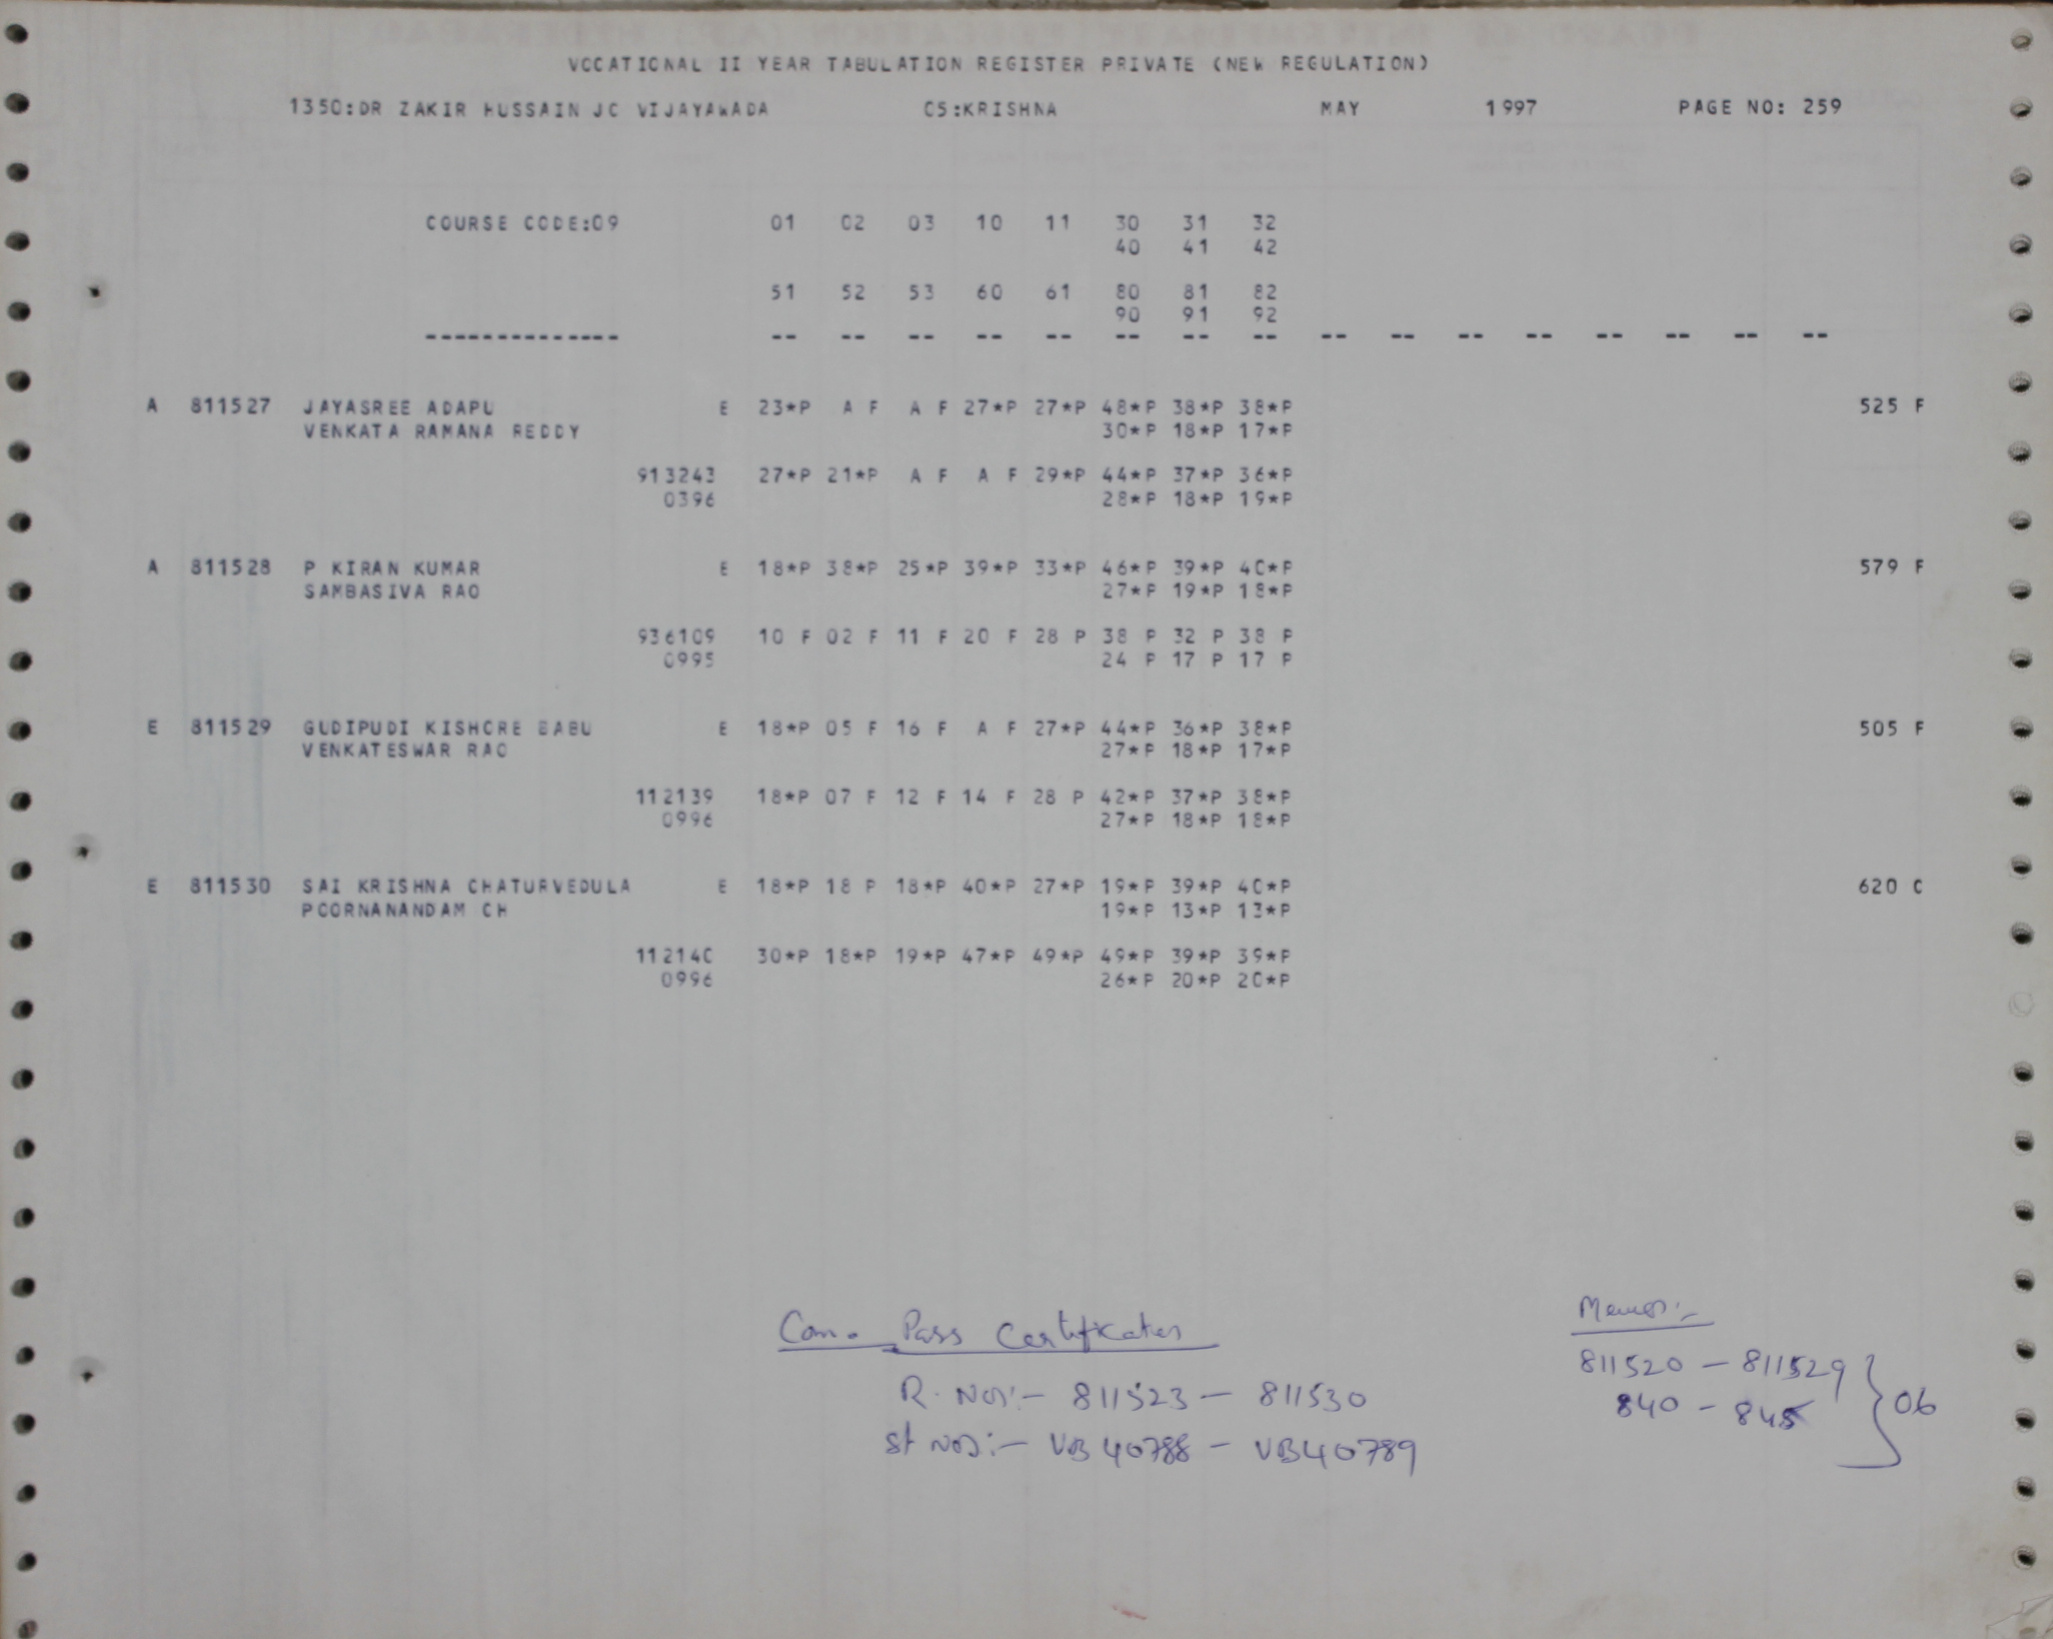 VOCATIONAL II YEAR TABULATION REGISTER PRIVATE (NEW REGULATION)
1350:DR ZAKIR HUSSAIN JC VIJAYAWADA 05:KRISHNA MAY 1997 PAGE NO: 259
COURSE CODE:09 01 02 03 10 11 30 31 32
40 41 42
51 52 53 60 61 80 81 82
90 91 92
-------------- -- -- -- -- -- -- -- -- -- -- -- -- -- -- -- --
A 811527 JAYASREE ADAPU E 23*P A F A F 27*P 27*P 48*P 38*P 38*P 525 F
VENKATA RAMANA REDDY 30*P 18*P 17*P
913243 27*P 21*P A F A F 29*P 44*P 37*P 36*P
0396 28*P 18*P 19*P
A 811528 P KIRAN KUMAR E 18*P 38*P 25*P 39*P 33*P 46*P 39*P 40*P 579 F
SAMBASIVA RAO 27*P 19*P 18*P
936109 10 F 02 F 11 F 20 F 28 P 38 P 32 P 38 P
0995 24 P 17 P 17 P
E 811529 GUDIPUDI KISHORE BABU E 18*P 05 F 16 F A F 27*P 44*P 36*P 38*P 505 F
VENKATESWAR RAO 27*P 18*P 17*P
112139 18*P 07 F 12 F 14 F 28 P 42*P 37*P 38*P
0996 27*P 18*P 18*P
E 811530 SAI KRISHNA CHATURVEDULA E 18*P 18 P 18*P 40*P 27*P 19*P 39*P 40*P 620 C
POORNANANDAM CH 19*P 13*P 13*P
112140 30*P 18*P 19*P 47*P 49*P 49*P 39*P 39*P
0996 26*P 20*P 20*P
Com. Pass Certificates
R. Nos:- 811523 - 811530
St Nos:- VB 40788 - VB40789
Memos:-
811520 - 811529
840 - 845 } 06